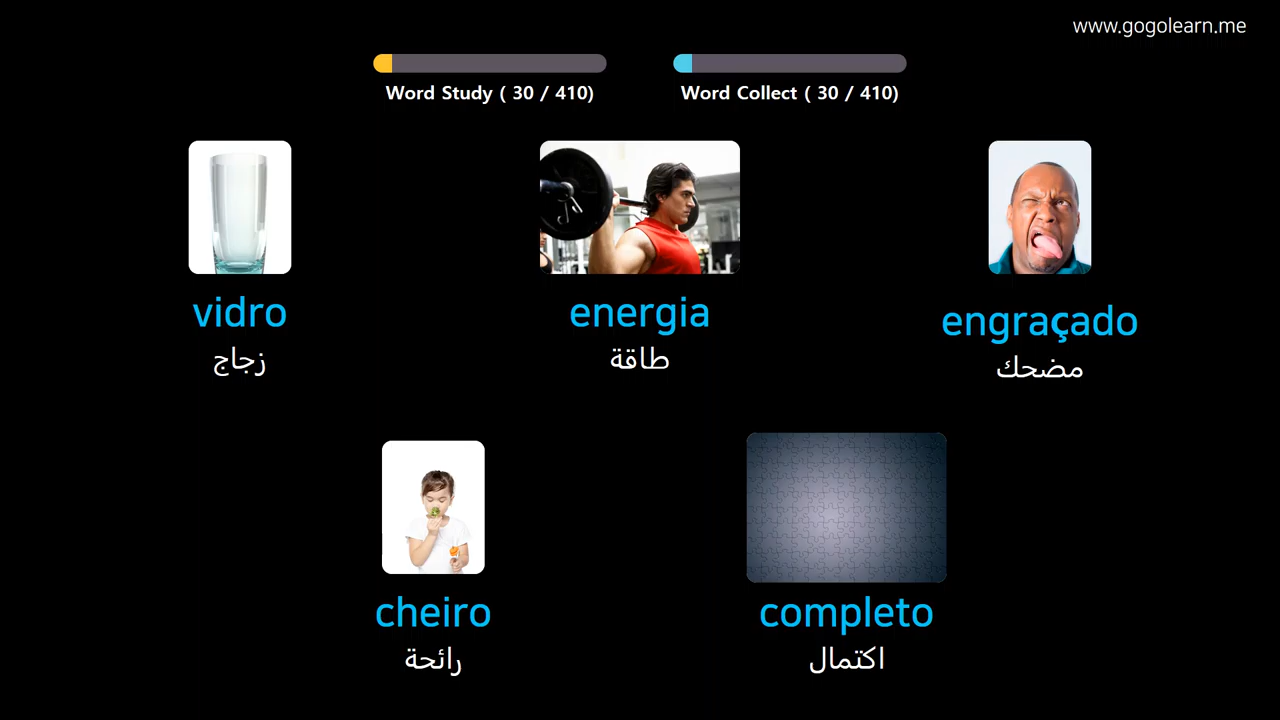 www.gogolearn.me
Word Study ( 30 / 410)
Word Collect ( 30 / 410)
vidro
زجاج
energia
طاقة
engraçado
مضحك
cheiro
رائحة
completo
اكتمال